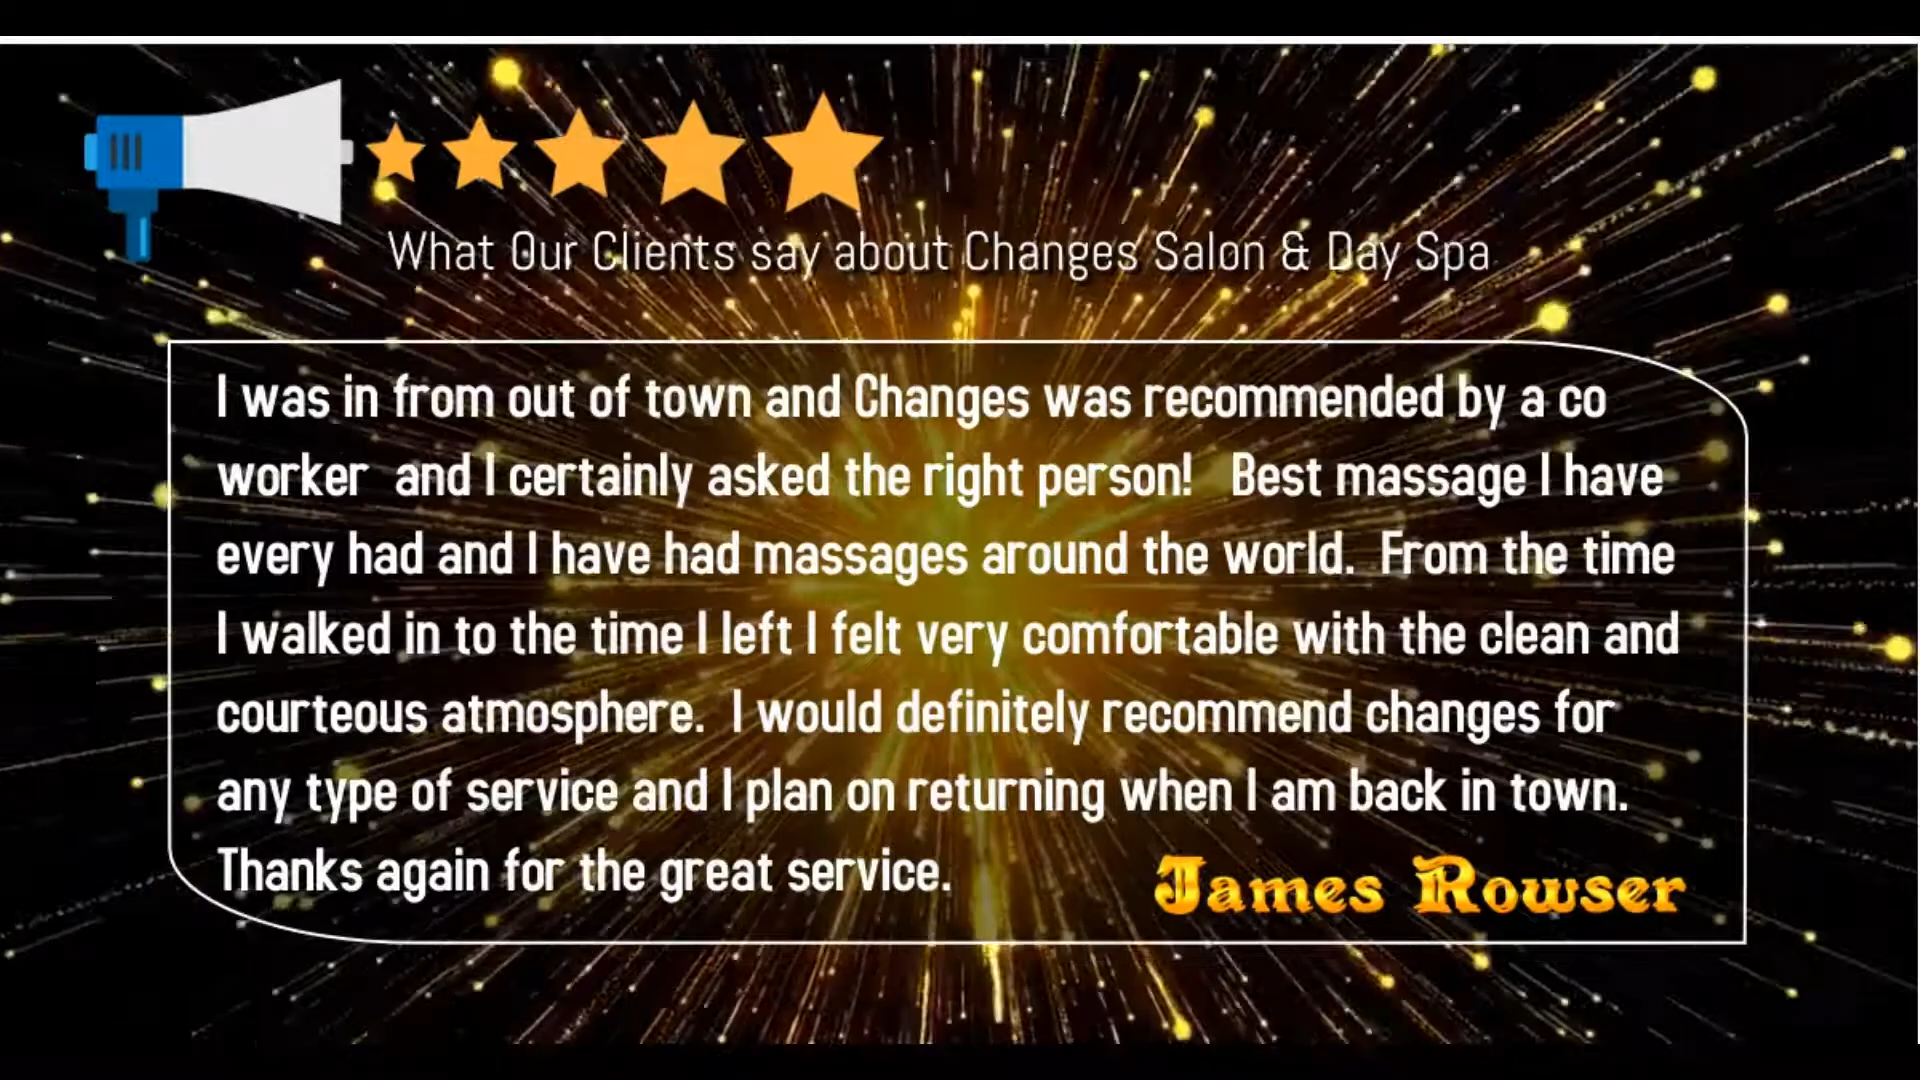 What Our Clients say about Changes Salon & Day Spa
I was in from out of town and Changes was recommended by a co
worker  and I certainly asked the right person!   Best massage I have
every had and I have had massages around the world.  From the time
I walked in to the time I left I felt very comfortable with the clean and
courteous atmosphere.  I would definitely recommend changes for
any type of service and I plan on returning when I am back in town.
Thanks again for the great service.
James Rowser